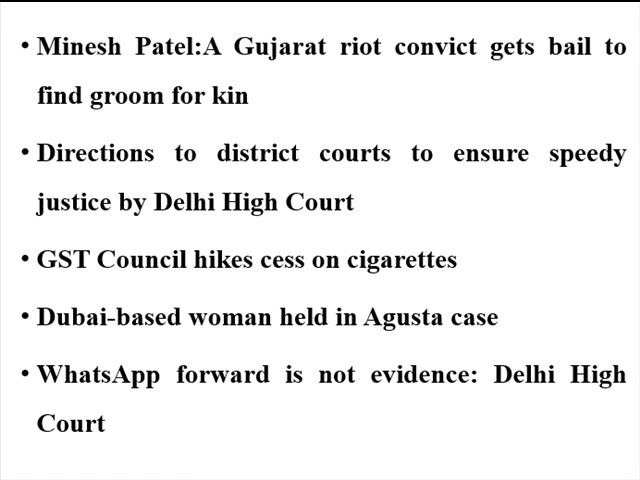 • Minesh Patel:A Gujarat riot convict gets bail to
find groom for kin
• Directions to district courts to ensure speedy
justice by Delhi High Court
• GST Council hikes cess on cigarettes
• Dubai-based woman held in Agusta case
• WhatsApp forward is not evidence: Delhi High
Court